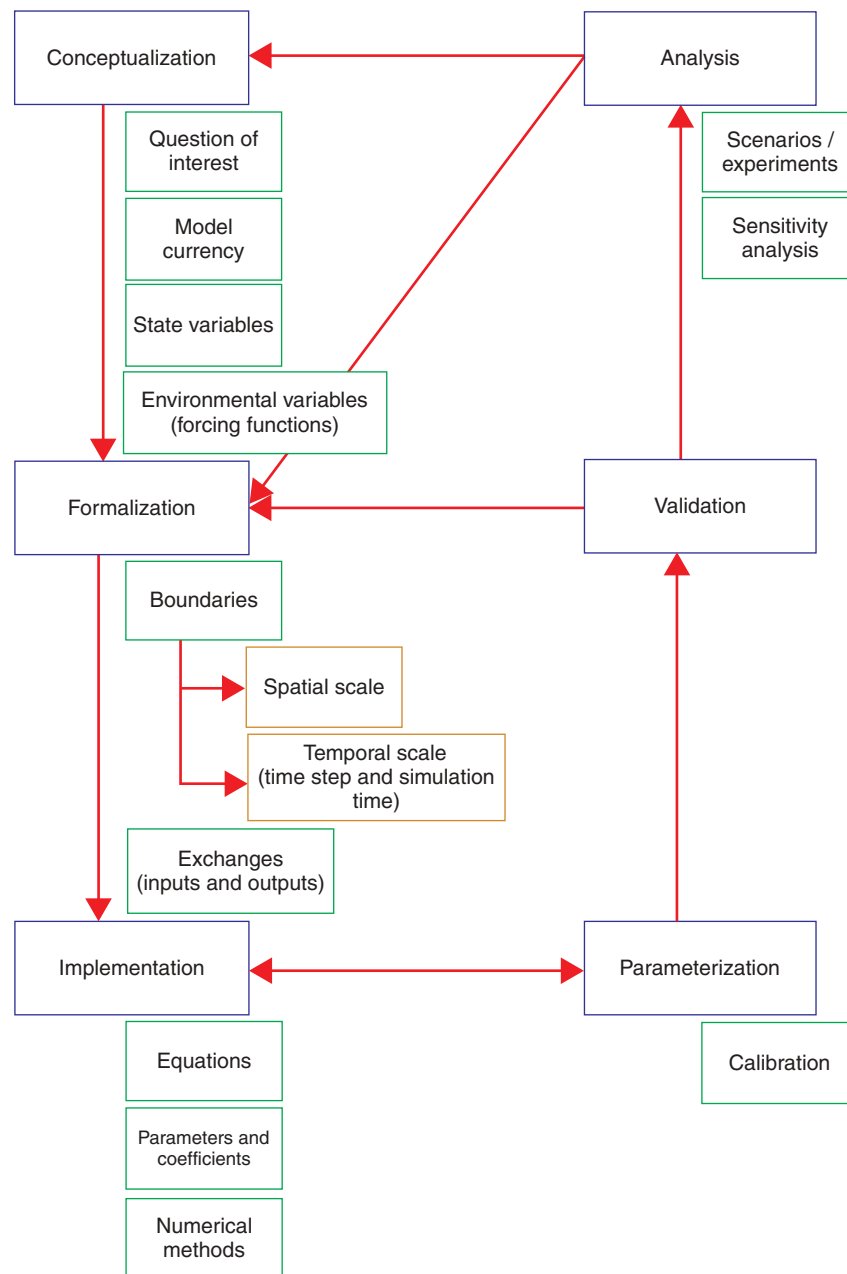 Conceptualization
Analysis
Question of
interest
Scenarios /
experiments
Model
currency
Sensitivity
analysis
State variables
Environmental variables
(forcing functions)
Formalization
Validation
Boundaries
Spatial scale
Temporal scale
(time step and simulation
time)
Exchanges
(inputs and outputs)
Implementation
Parameterization
Equations
Calibration
Parameters and
coefficients
Numerical
methods